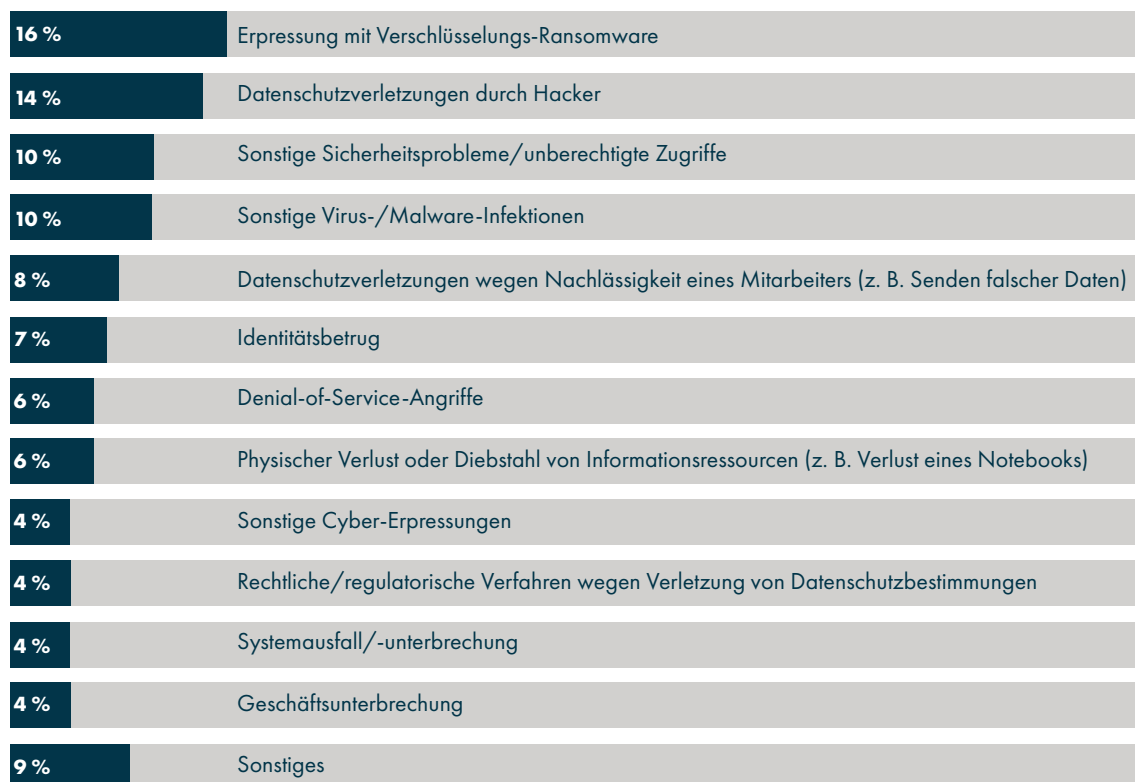 16 % Erpressung mit Verschlüsselungs-Ransomware
14 % Datenschutzverletzungen durch Hacker
10 % Sonstige Sicherheitsprobleme/unberechtigte Zugriffe
10 % Sonstige Virus-/Malware-Infektionen
8 % Datenschutzverletzungen wegen Nachlässigkeit eines Mitarbeiters (z. B. Senden falscher Daten)
7 % Identitätsbetrug
6 % Denial-of-Service-Angriffe
6 % Physischer Verlust oder Diebstahl von Informationsressourcen (z. B. Verlust eines Notebooks)
4 % Sonstige Cyber-Erpressungen
4 % Rechtliche/regulatorische Verfahren wegen Verletzung von Datenschutzbestimmungen
4 % Systemausfall/-unterbrechung
4 % Geschäftsunterbrechung
9 % Sonstiges